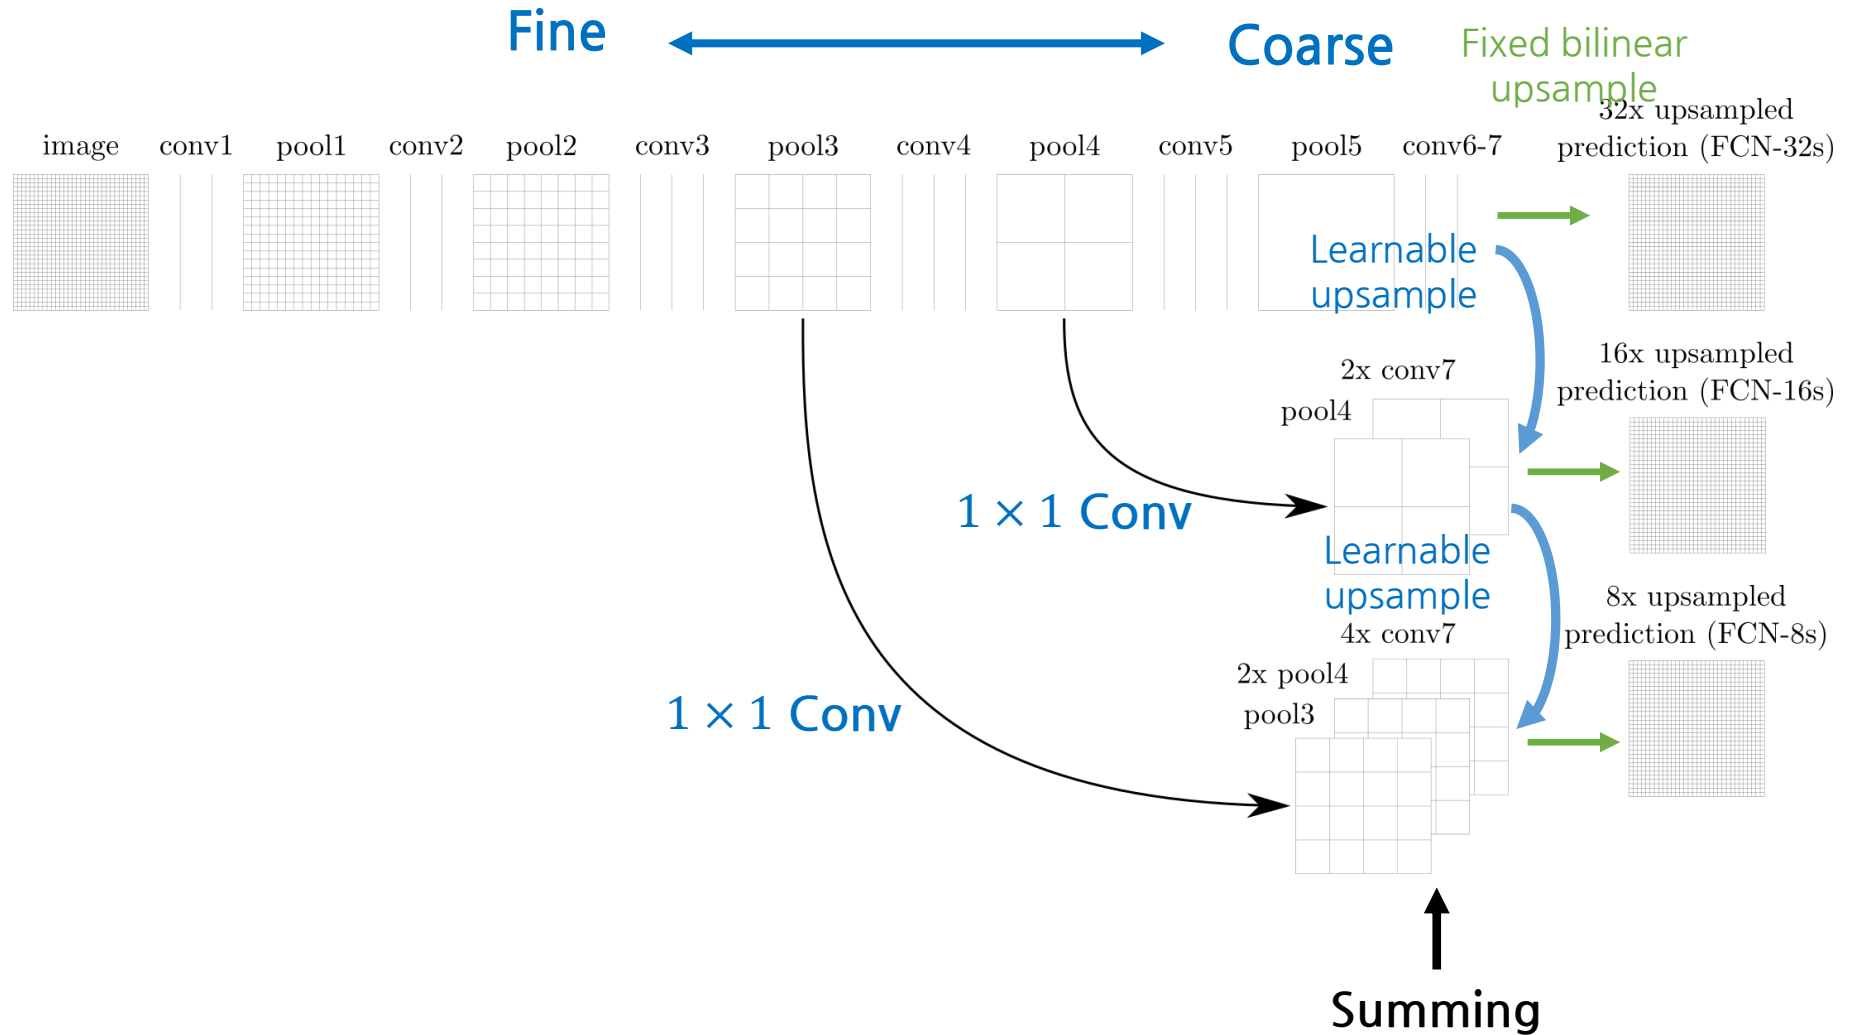 Fine
Coarse
Fixed bilinear
upsample
image
conv1
pool1
conv2
pool2
conv3
pool3
conv4
pool4
conv5
pool5
conv6-7
32x upsampled
prediction (FCN-32s)
Learnable
upsample
16x upsampled
prediction (FCN-16s)
2x conv7
pool4
1 × 1 Conv
Learnable
upsample
8x upsampled
prediction (FCN-8s)
4x conv7
2x pool4
pool3
1 × 1 Conv
Summing